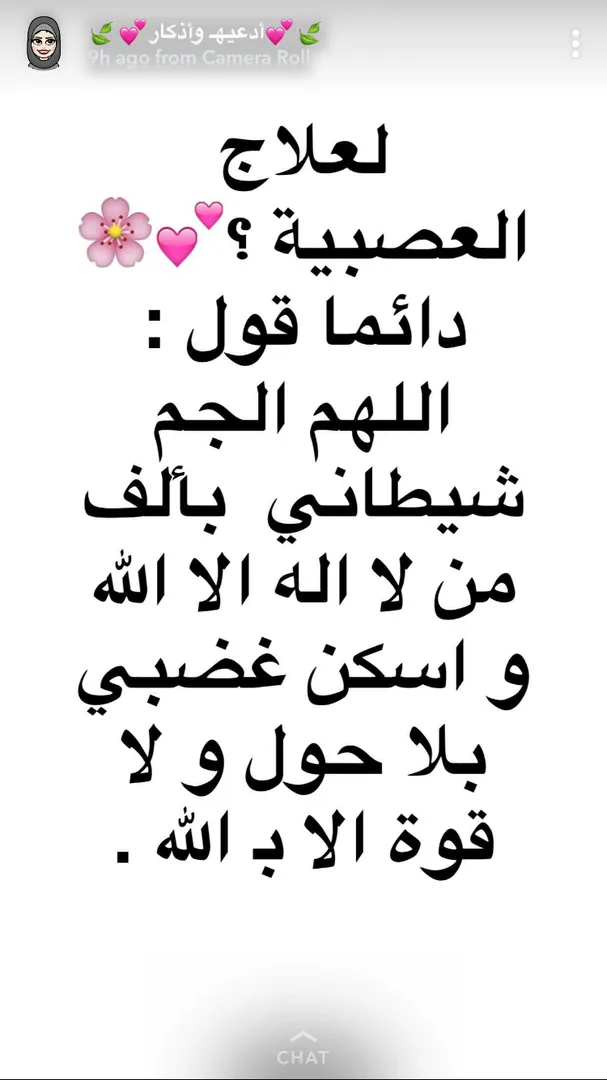 🌿💕أدعيهـ وأذكار 💕🌿
9h ago from Camera Roll
لعلاج
العصبية ؟💕🌸
دائما قول :
اللهم الجم
شيطاني بألف
من لا اله الا الله
و اسكن غضبي
بلا حول و لا
قوة الا بـ الله .
CHAT